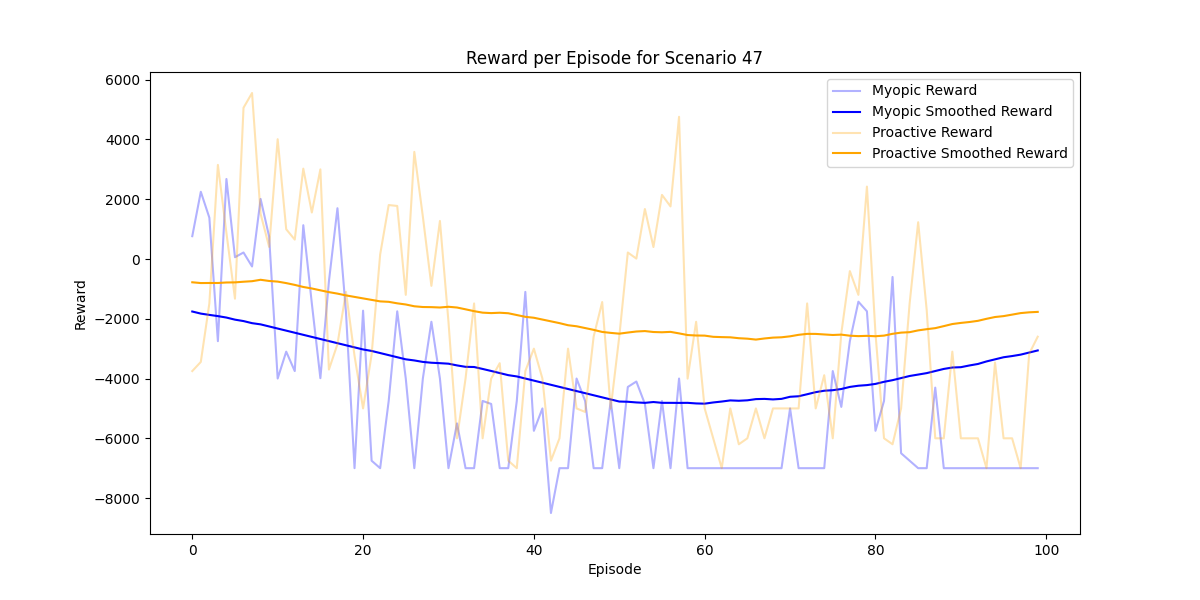 Reward per Episode for Scenario 47
6000
4000
2000
0
−2000
−4000
−6000
−8000
Reward
Myopic Reward
Myopic Smoothed Reward
Proactive Reward
Proactive Smoothed Reward
0 20 40 60 80 100
Episode